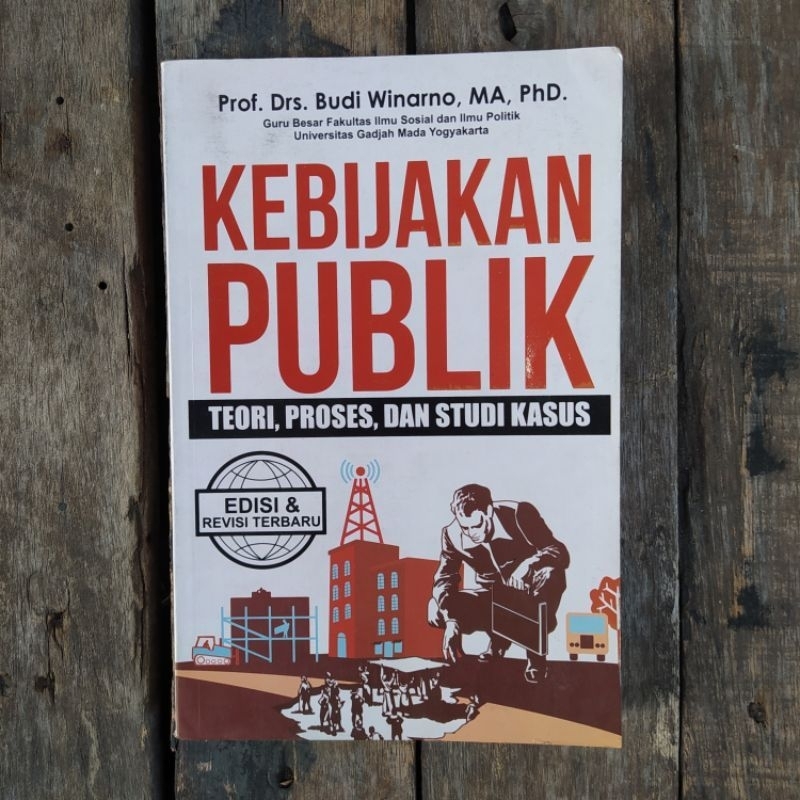 Prof. Drs. Budi Winarno, MA, PhD.
Guru Besar Fakultas Ilmu Sosial dan Ilmu Politik
Universitas Gadjah Mada Yogyakarta
KEBIJAKAN
PUBLIK
TEORI, PROSES, DAN STUDI KASUS
EDISI &
REVISI TERBARU